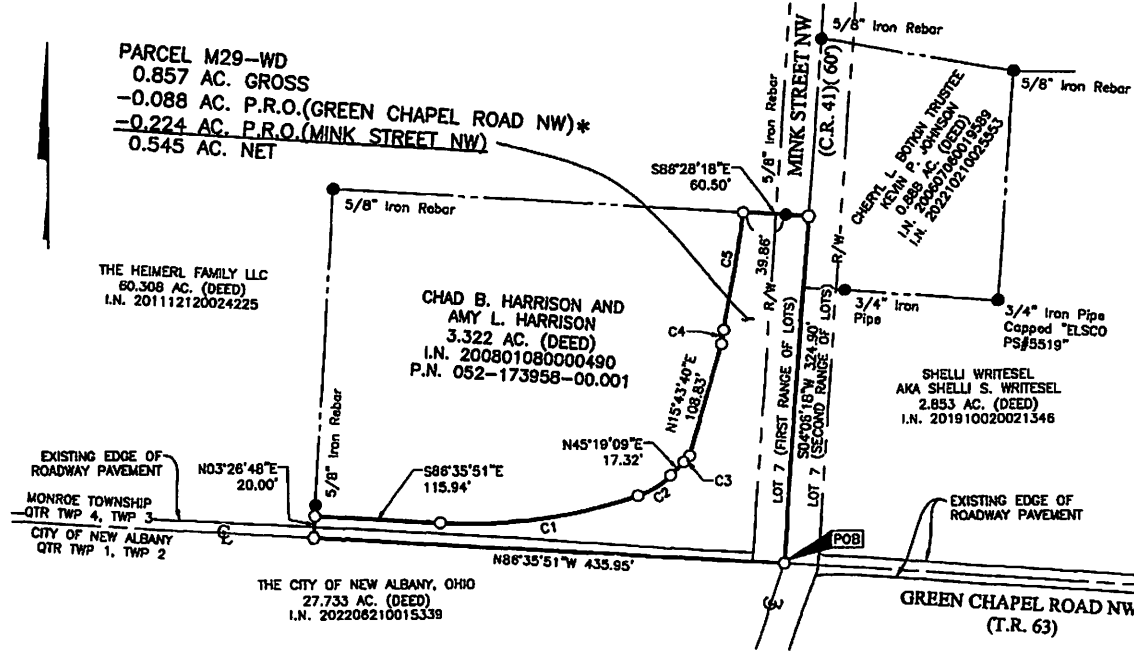 PARCEL M29-WD
0.857 AC. GROSS
-0.088 AC. P.R.O.(GREEN CHAPEL ROAD NW)*
-0.224 AC. P.R.O.(MINK STREET NW)
0.545 AC. NET
5/8" Iron Rebar
MINK STREET NW
(C.R. 41)( 60')
5/8" Iron Rebar
5/8" Iron Rebar
CHERYL L. BOTKIN TRUSTEE
KEVIN P. JOHNSON
0.888 AC. (DEED)
I.N. 200607060019589
I.N. 202210210025553
S88°28'18"E
60.50'
5/8" Iron Rebar
39.86'
R/W
R/W
C5
THE HEIMERL FAMILY LLC
60.308 AC. (DEED)
I.N. 201112120024225
CHAD B. HARRISON AND
AMY L. HARRISON
3.322 AC. (DEED)
I.N. 200801080000490
P.N. 052-173958-00.001
C4
3/4" Iron
Pipe
3/4" Iron Pipe
Capped "ELSCO
PS#5519"
N15°43'40"E
108.83'
LOT 7 (FIRST RANGE OF LOTS)
S04°06'18"W 324.90'
LOT 7 (SECOND RANGE OF LOTS)
SHELLI WRITESEL
AKA SHELLI S. WRITESEL
2.853 AC. (DEED)
I.N. 201910020021346
5/8" Iron Rebar
N45°19'09"E
17.32'
C3
C2
C1
EXISTING EDGE OF
ROADWAY PAVEMENT
N03°26'48"E
20.00'
S86°35'51"E
115.94'
MONROE TOWNSHIP
QTR TWP 4, TWP 3
CITY OF NEW ALBANY
QTR TWP 1, TWP 2
CL
EXISTING EDGE OF
ROADWAY PAVEMENT
POB
N86°35'51"W 435.95'
THE CITY OF NEW ALBANY, OHIO
27.733 AC. (DEED)
I.N. 202206210015339
CL
GREEN CHAPEL ROAD NW
(T.R. 63)